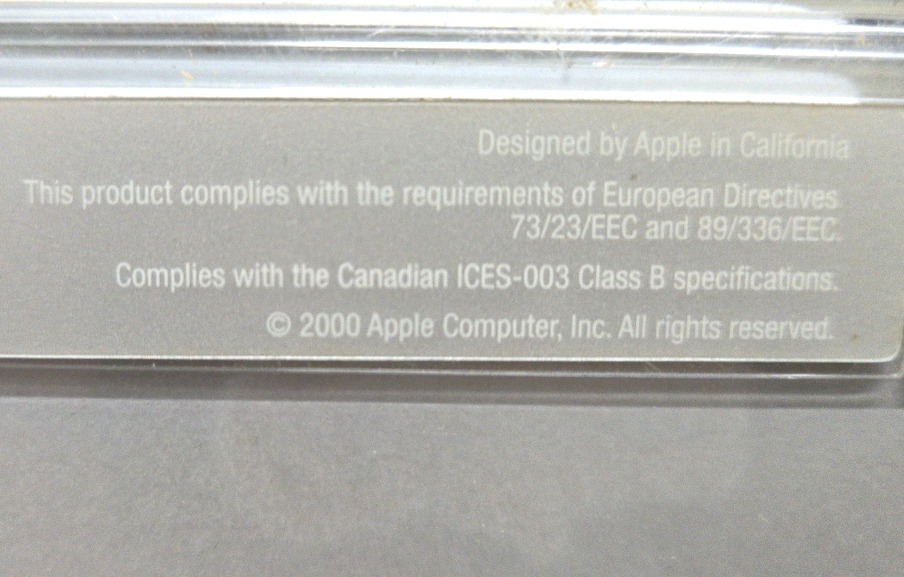 Designed by Apple in California
This product complies with the requirements of European Directives
73/23/EEC and 89/336/EEC.
Complies with the Canadian ICES-003 Class B specifications.
© 2000 Apple Computer, Inc. All rights reserved.